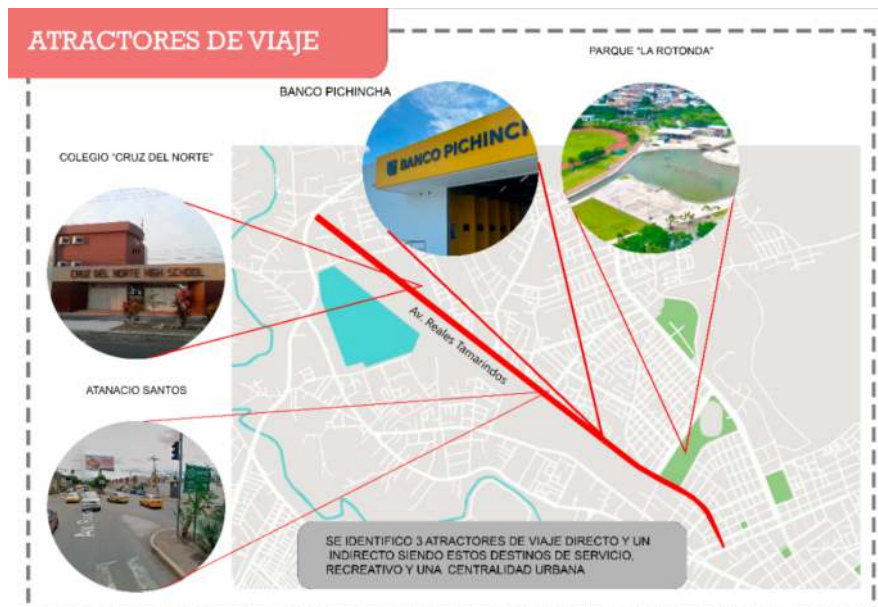 ATRACTORES DE VIAJE
PARQUE "LA ROTONDA"
BANCO PICHINCHA
BANCO PICHINCH
COLEGIO "CRUZ DEL NORTE"
CRUZ DEL NORTE HIGH SCHOOL
Av. Reales Tamarindos
ATANACIO SANTOS
SE IDENTIFICO 3 ATRACTORES DE VIAJE DIRECTO Y UN
INDIRECTO SIENDO ESTOS DESTINOS DE SERVICIO,
RECREATIVO Y UNA CENTRALIDAD URBANA